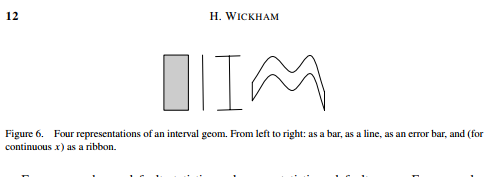 12
H. WICKHAM
Figure 6. Four representations of an interval geom. From left to right: as a bar, as a line, as an error bar, and (for
continuous x) as a ribbon.